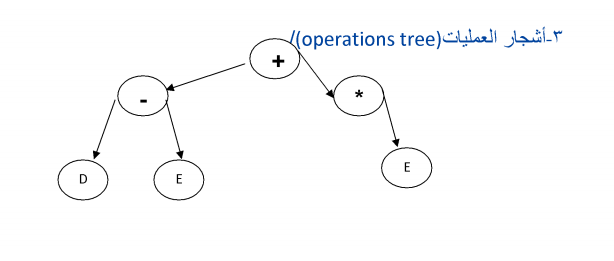 ٣-أشجار العمليات(operations tree)/
+
- *
D E E